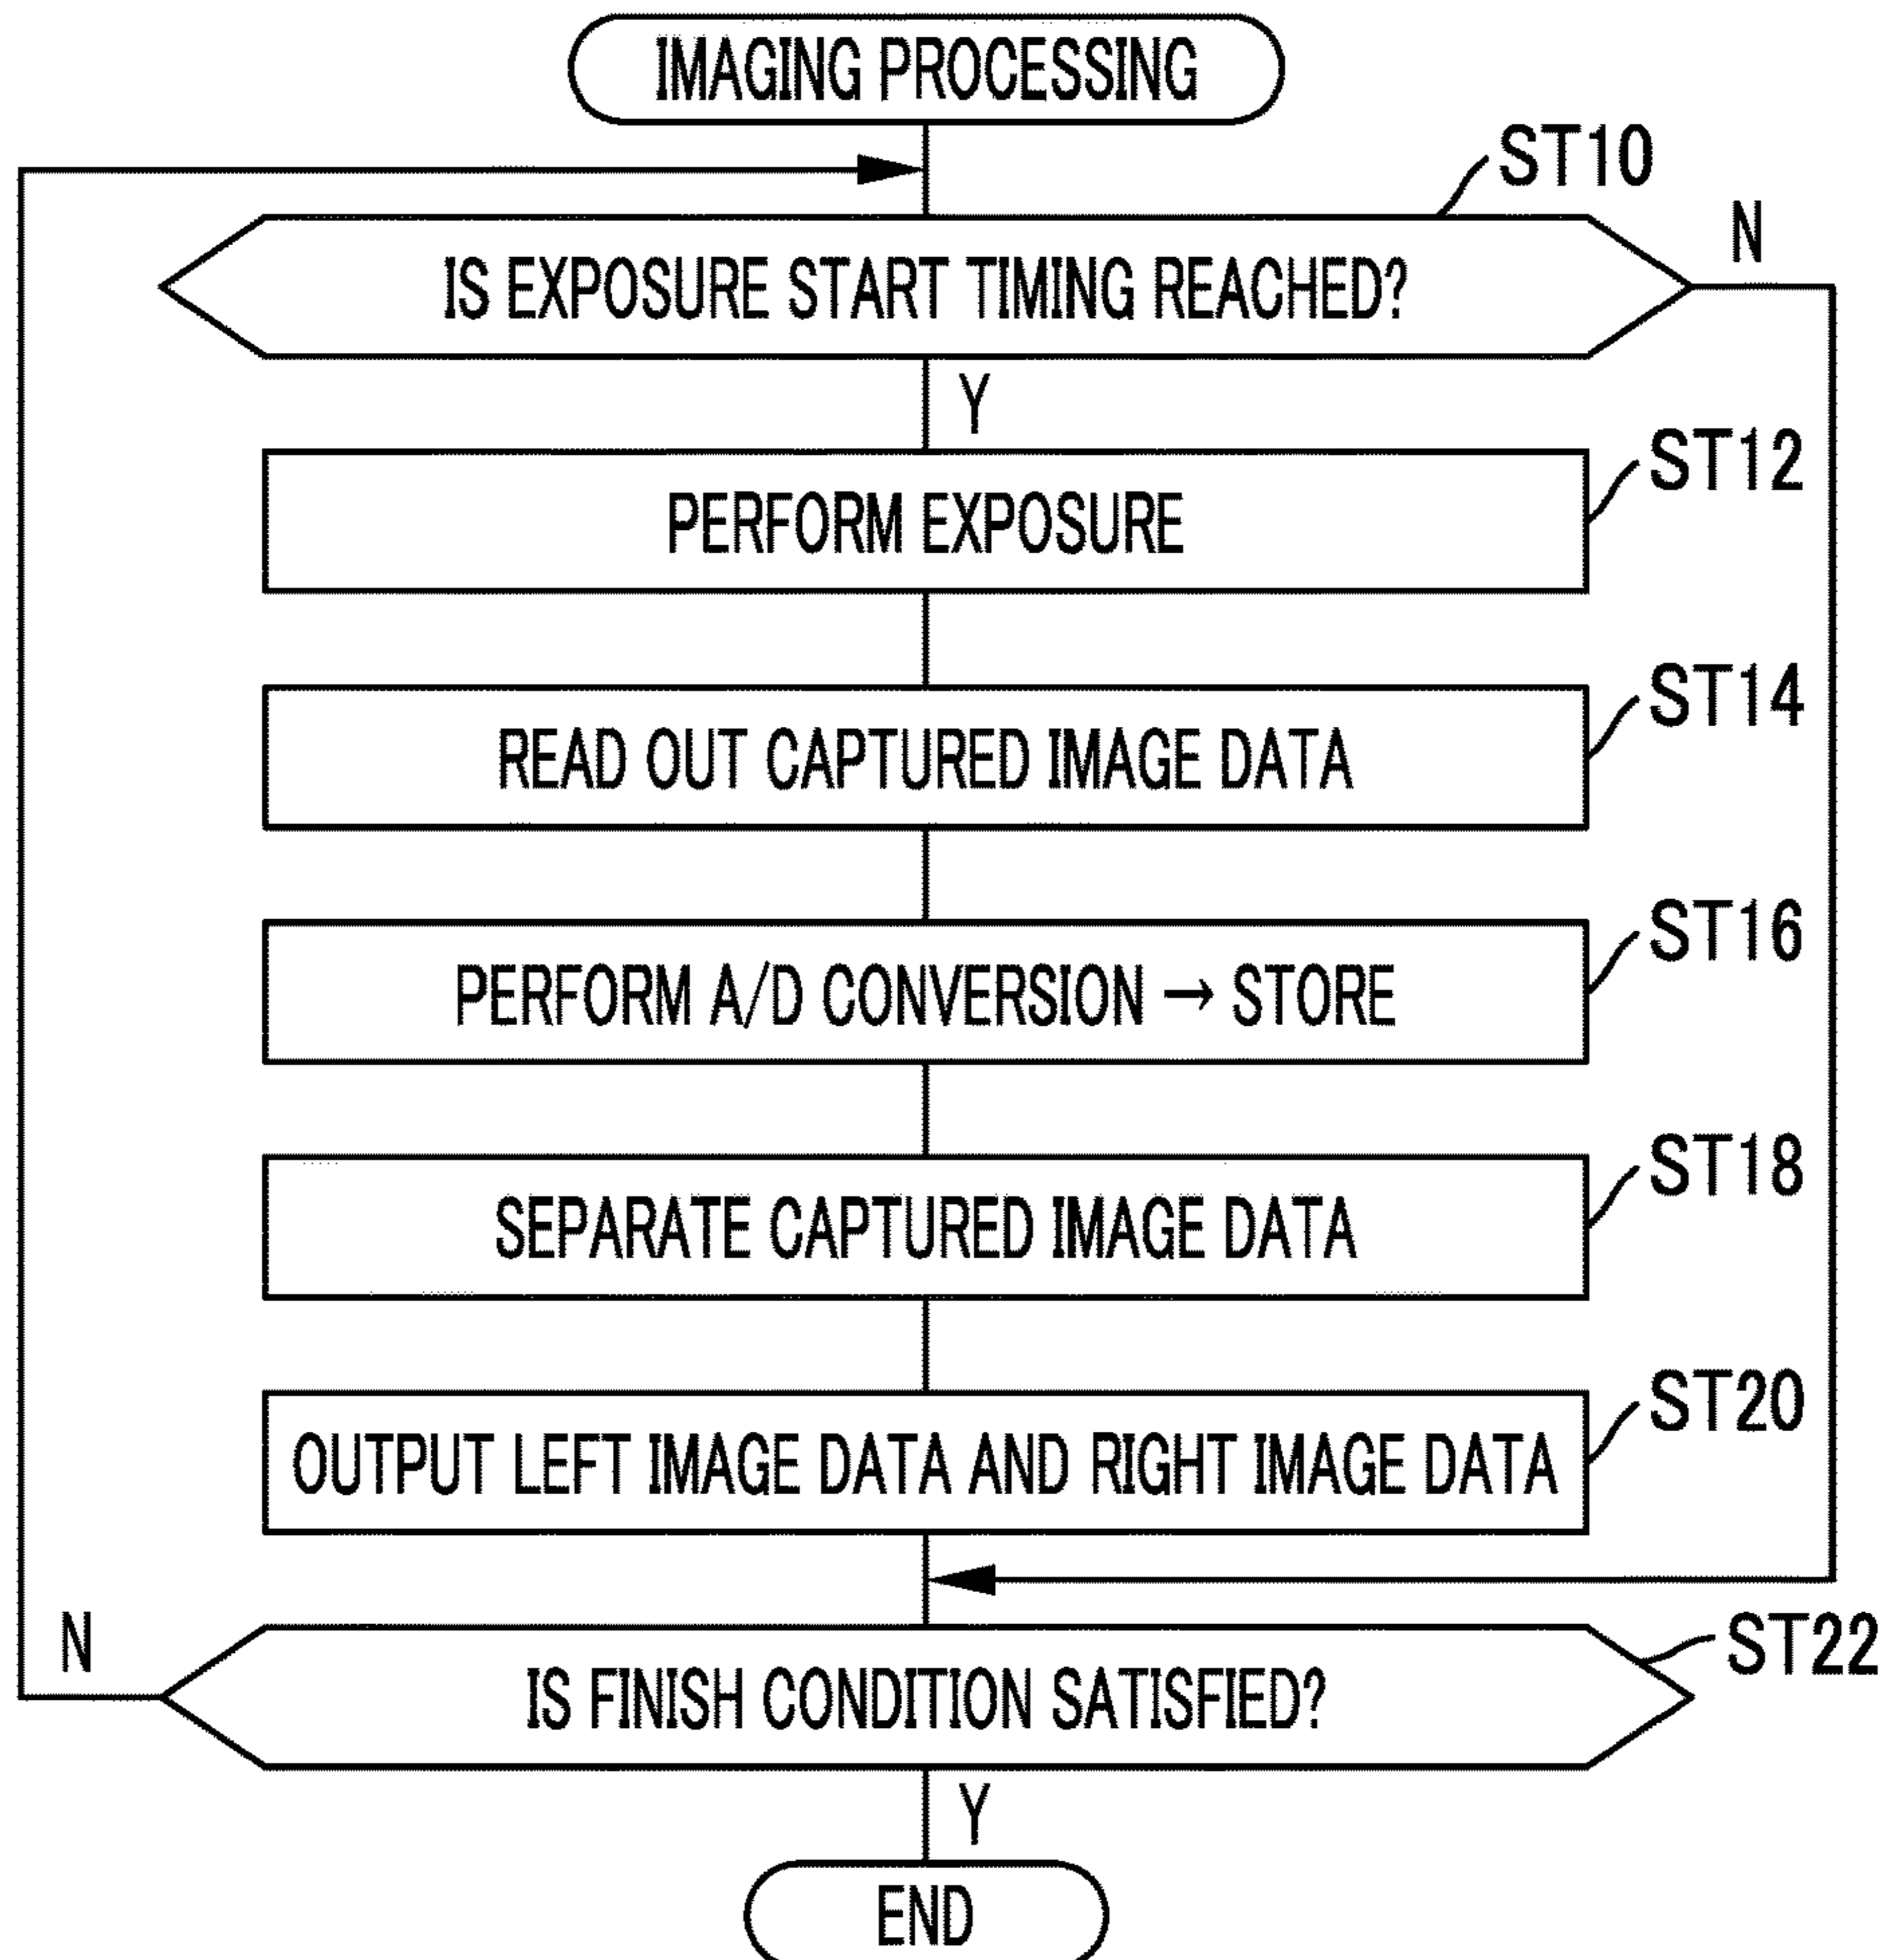 IMAGING PROCESSING
ST10
IS EXPOSURE START TIMING REACHED?
N
Y
ST12
PERFORM EXPOSURE
ST14
READ OUT CAPTURED IMAGE DATA
ST16
PERFORM A/D CONVERSION → STORE
ST18
SEPARATE CAPTURED IMAGE DATA
ST20
OUTPUT LEFT IMAGE DATA AND RIGHT IMAGE DATA
N
ST22
IS FINISH CONDITION SATISFIED?
Y
END